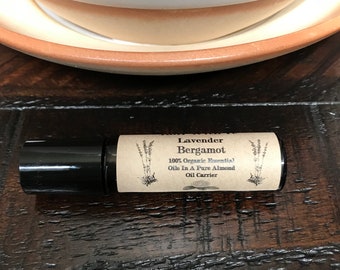 Lavender
Bergamot
100% Organic Essential
Oils In A Pure Almond
Oil Carrier